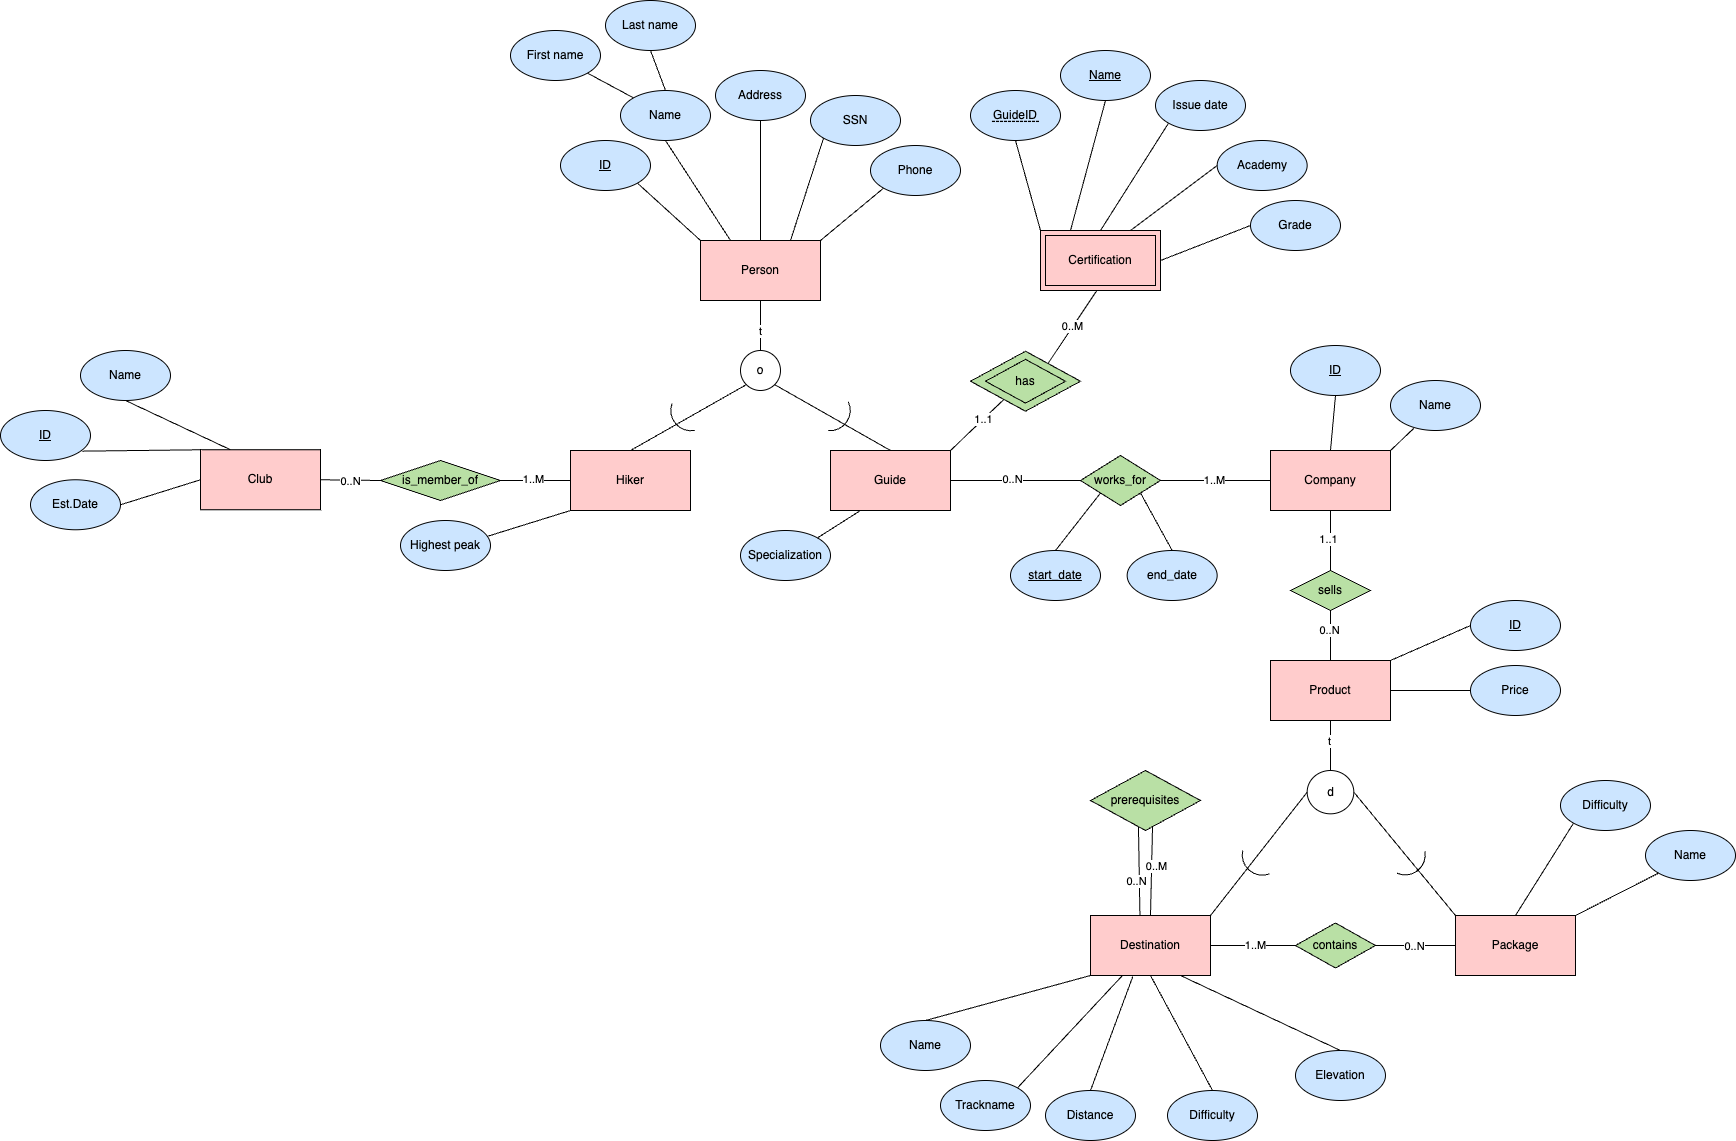 Last name
First name
Name
Address
SSN
Phone
ID
Person
t
o
Name
GuideID
Issue date
Academy
Grade
Certification
0..M
has
1..1
Name
ID
Est.Date
Club
0..N
is_member_of
1..M
Hiker
Highest peak
Guide
Specialization
0..N
works_for
1..M
start_date
end_date
ID
Name
Company
1..1
sells
0..N
ID
Product
Price
t
d
prerequisites
0..M
0..N
Difficulty
Name
Destination
1..M
contains
0..N
Package
Name
Trackname
Distance
Difficulty
Elevation